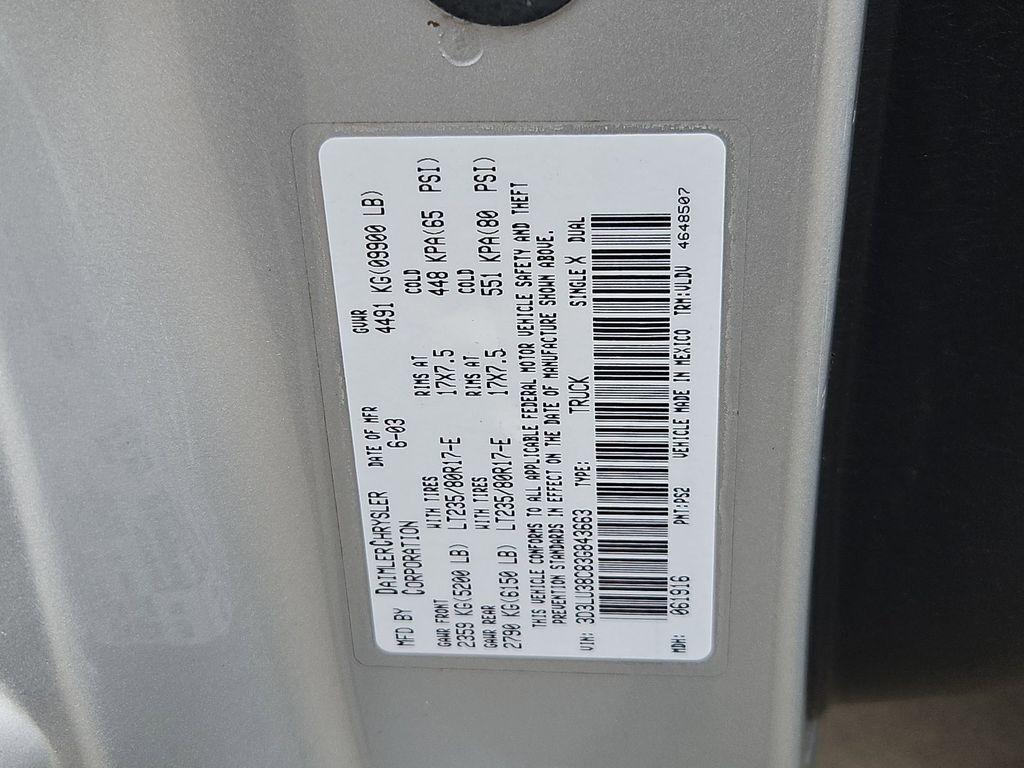 MFD BY DAIMLERCHRYSLER CORPORATION DATE OF MFR 6-03 GVWR 4491 KG(09900 LB)
GAWR FRONT WITH TIRES RIMS AT COLD
2359 KG(5200 LB) LT235/80R17-E 17X7.5 448 KPA(65 PSI)
GAWR REAR WITH TIRES RIMS AT COLD
2790 KG(6150 LB) LT235/80R17-E 17X7.5 551 KPA(80 PSI)
THIS VEHICLE CONFORMS TO ALL APPLICABLE FEDERAL MOTOR VEHICLE SAFETY AND THEFT
PREVENTION STANDARDS IN EFFECT ON THE DATE OF MANUFACTURE SHOWN ABOVE.
VIN: 3D3LU38C83G843663 TYPE: TRUCK SINGLE X DUAL
MDH: 061916 PNT:PS2 VEHICLE MADE IN MEXICO TRM:VLDV 4648507